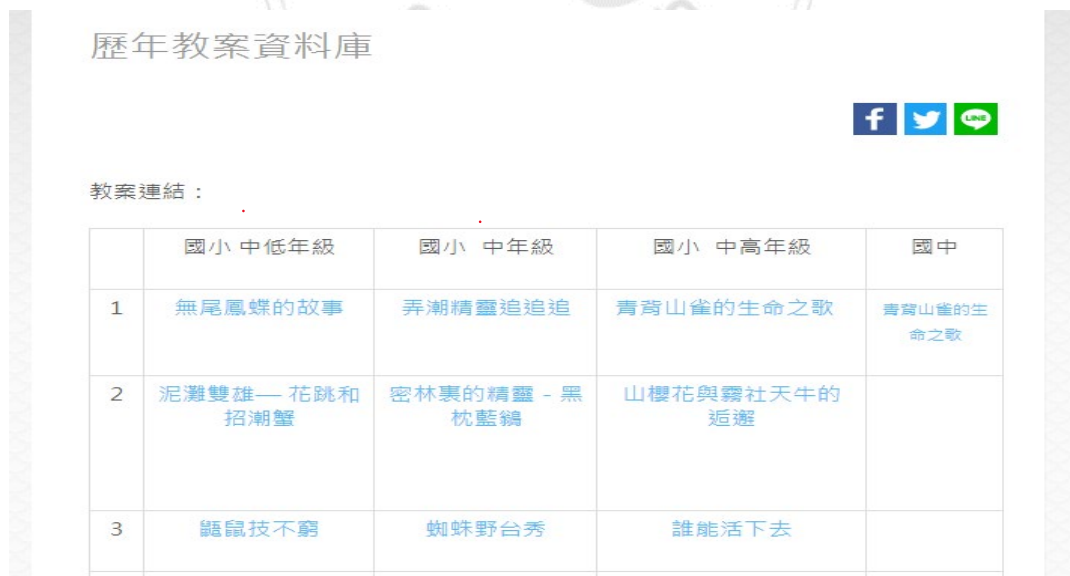 歷年教案資料庫
f LINE
教案連結：
國小 中低年級 國小 中年級 國小 中高年級 國中
1 無尾鳳蝶的故事 弄潮精靈追追追 青背山雀的生命之歌 青背山雀的生
命之歌
2 泥灘雙雄— 花跳和 密林裏的精靈 - 黑 山櫻花與霧社天牛的
招潮蟹 枕藍鶲 逅邂
3 鼯鼠技不窮 蜘蛛野台秀 誰能活下去